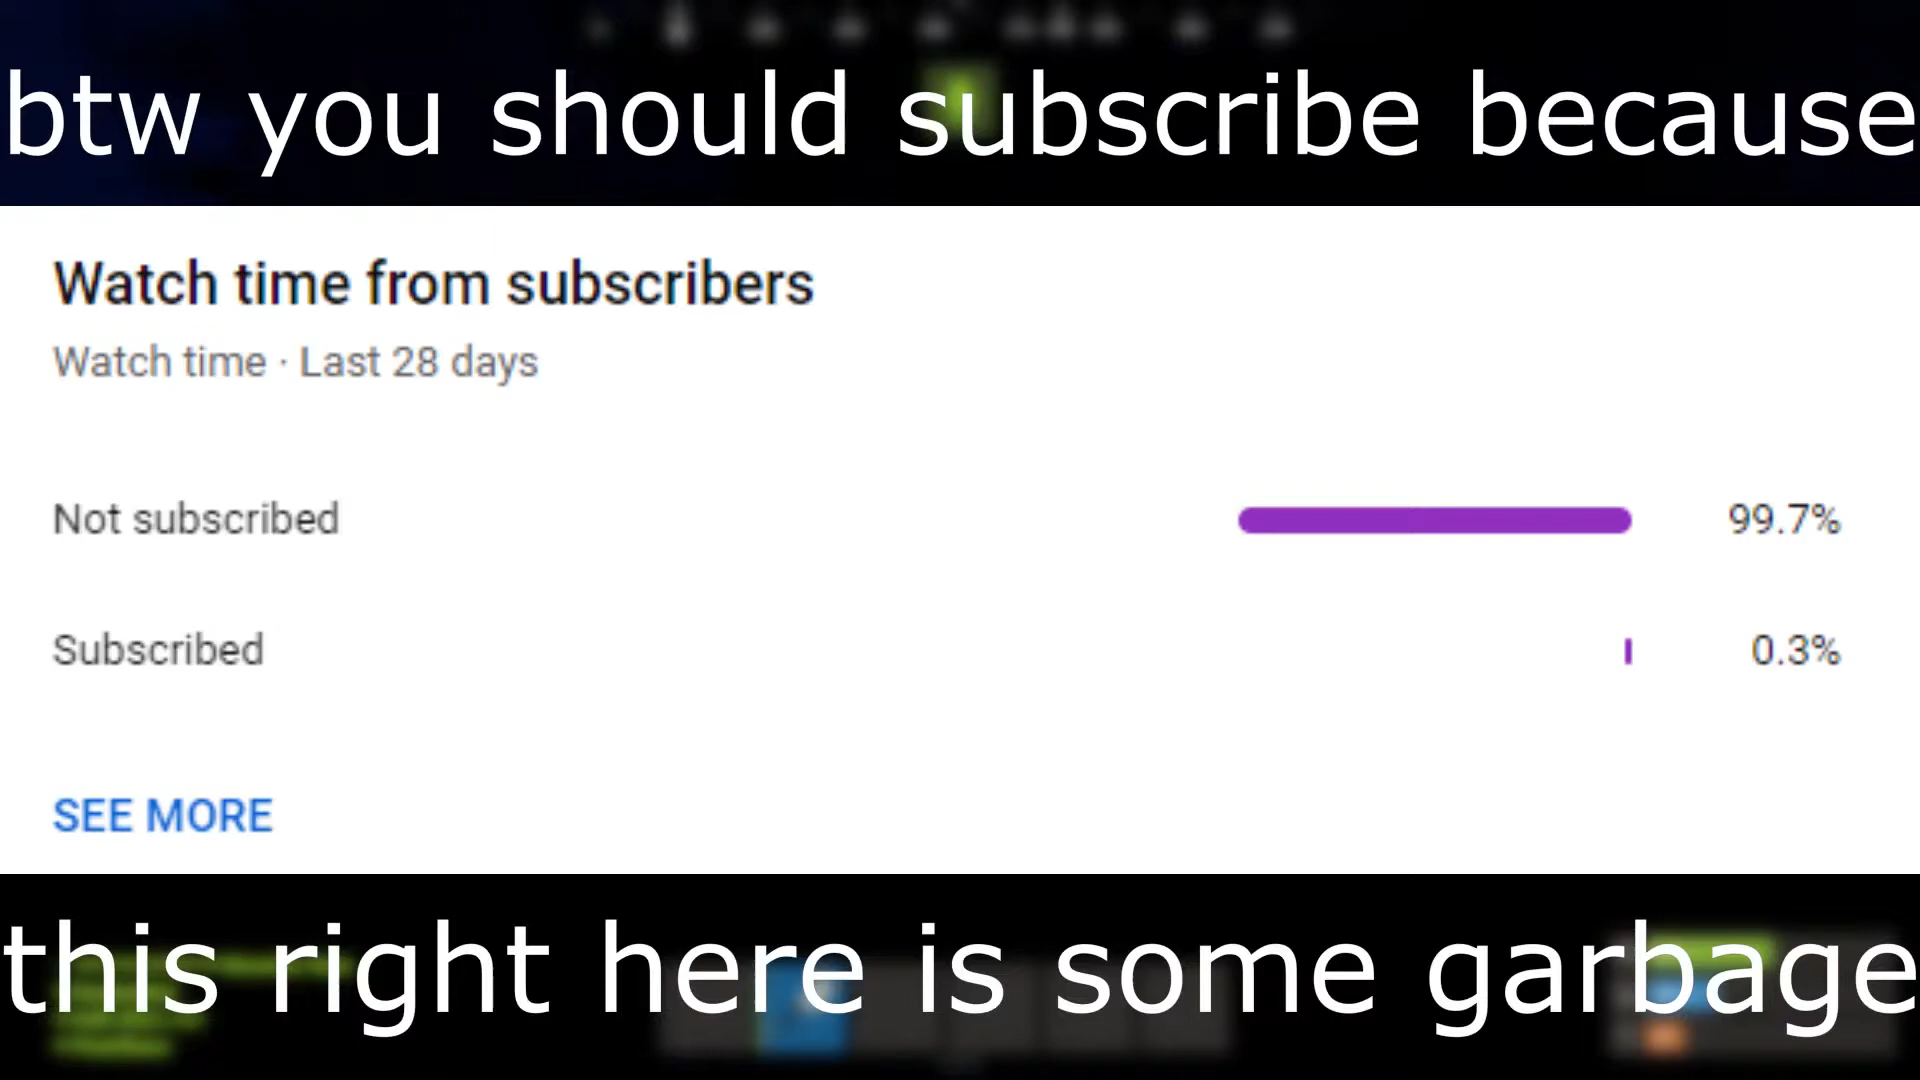 btw you should subscribe because
Watch time from subscribers
Watch time · Last 28 days
Not subscribed 99.7%
Subscribed 0.3%
SEE MORE
this right here is some garbage